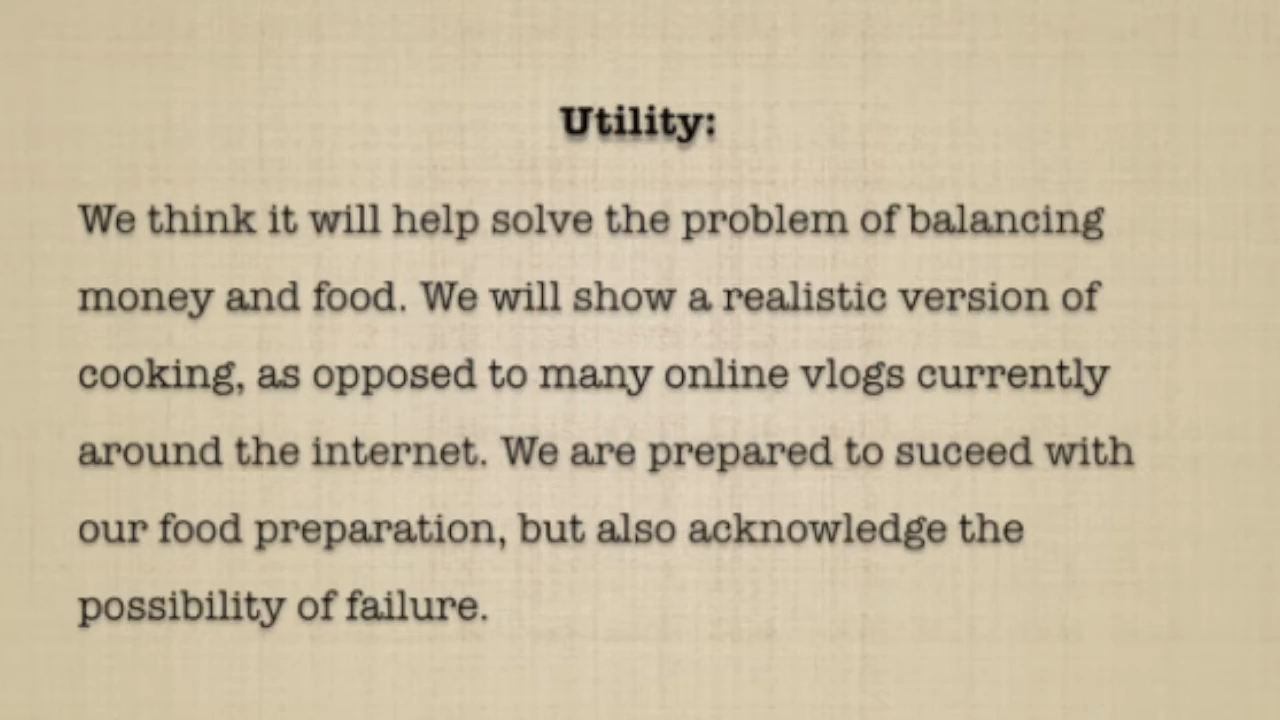 Utility:
We think it will help solve the problem of balancing
money and food. We will show a realistic version of
cooking, as opposed to many online vlogs currently
around the internet. We are prepared to suceed with
our food preparation, but also acknowledge the
possibility of failure.